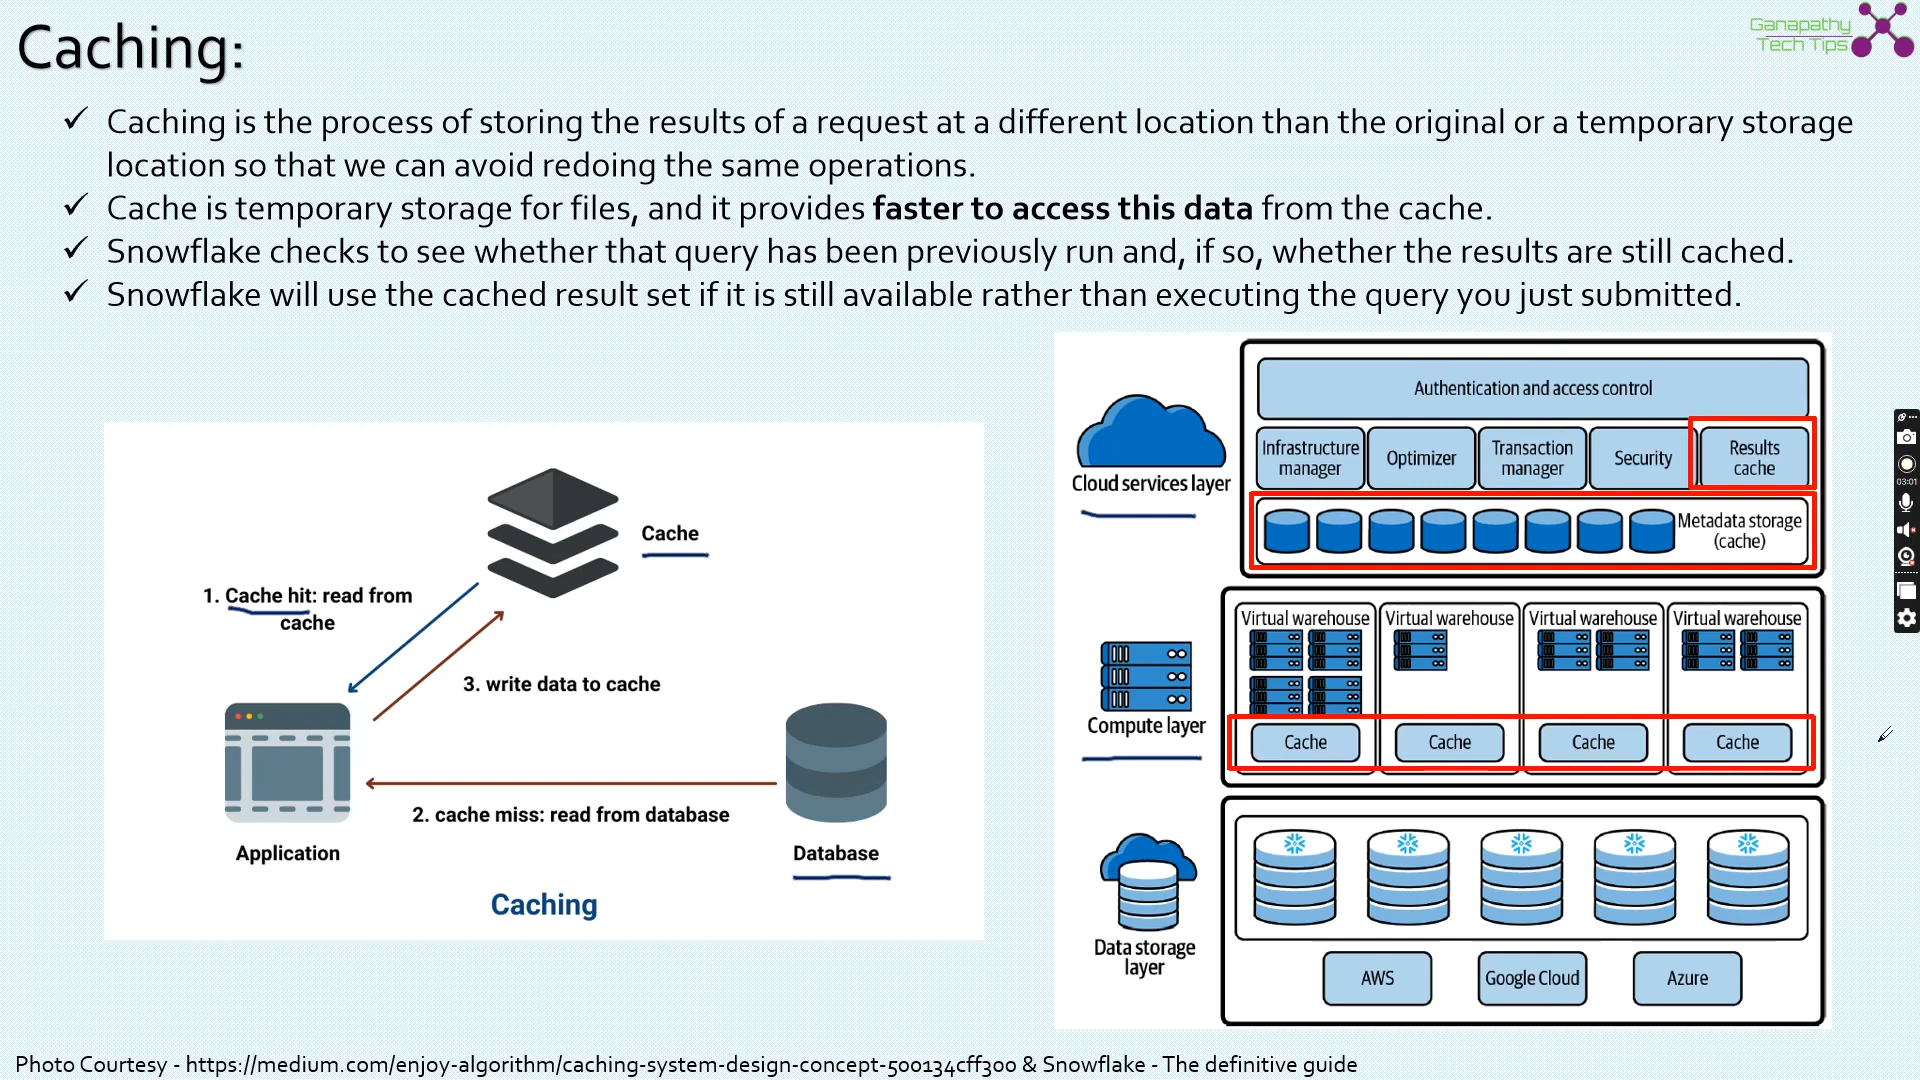 Caching:
Ganapathy
Tech Tips
✓ Caching is the process of storing the results of a request at a different location than the original or a temporary storage
location so that we can avoid redoing the same operations.
✓ Cache is temporary storage for files, and it provides faster to access this data from the cache.
✓ Snowflake checks to see whether that query has been previously run and, if so, whether the results are still cached.
✓ Snowflake will use the cached result set if it is still available rather than executing the query you just submitted.
Cache
1. Cache hit: read from
cache
3. write data to cache
2. cache miss: read from database
Application
Database
Caching
Cloud services layer
Authentication and access control
Infrastructure
manager
Optimizer
Transaction
manager
Security
Results
cache
Metadata storage
(cache)
Compute layer
Virtual warehouse
Virtual warehouse
Virtual warehouse
Virtual warehouse
Cache
Cache
Cache
Cache
Data storage
layer
AWS
Google Cloud
Azure
03:01
Photo Courtesy - https://medium.com/enjoy-algorithm/caching-system-design-concept-500134cff300 & Snowflake - The definitive guide